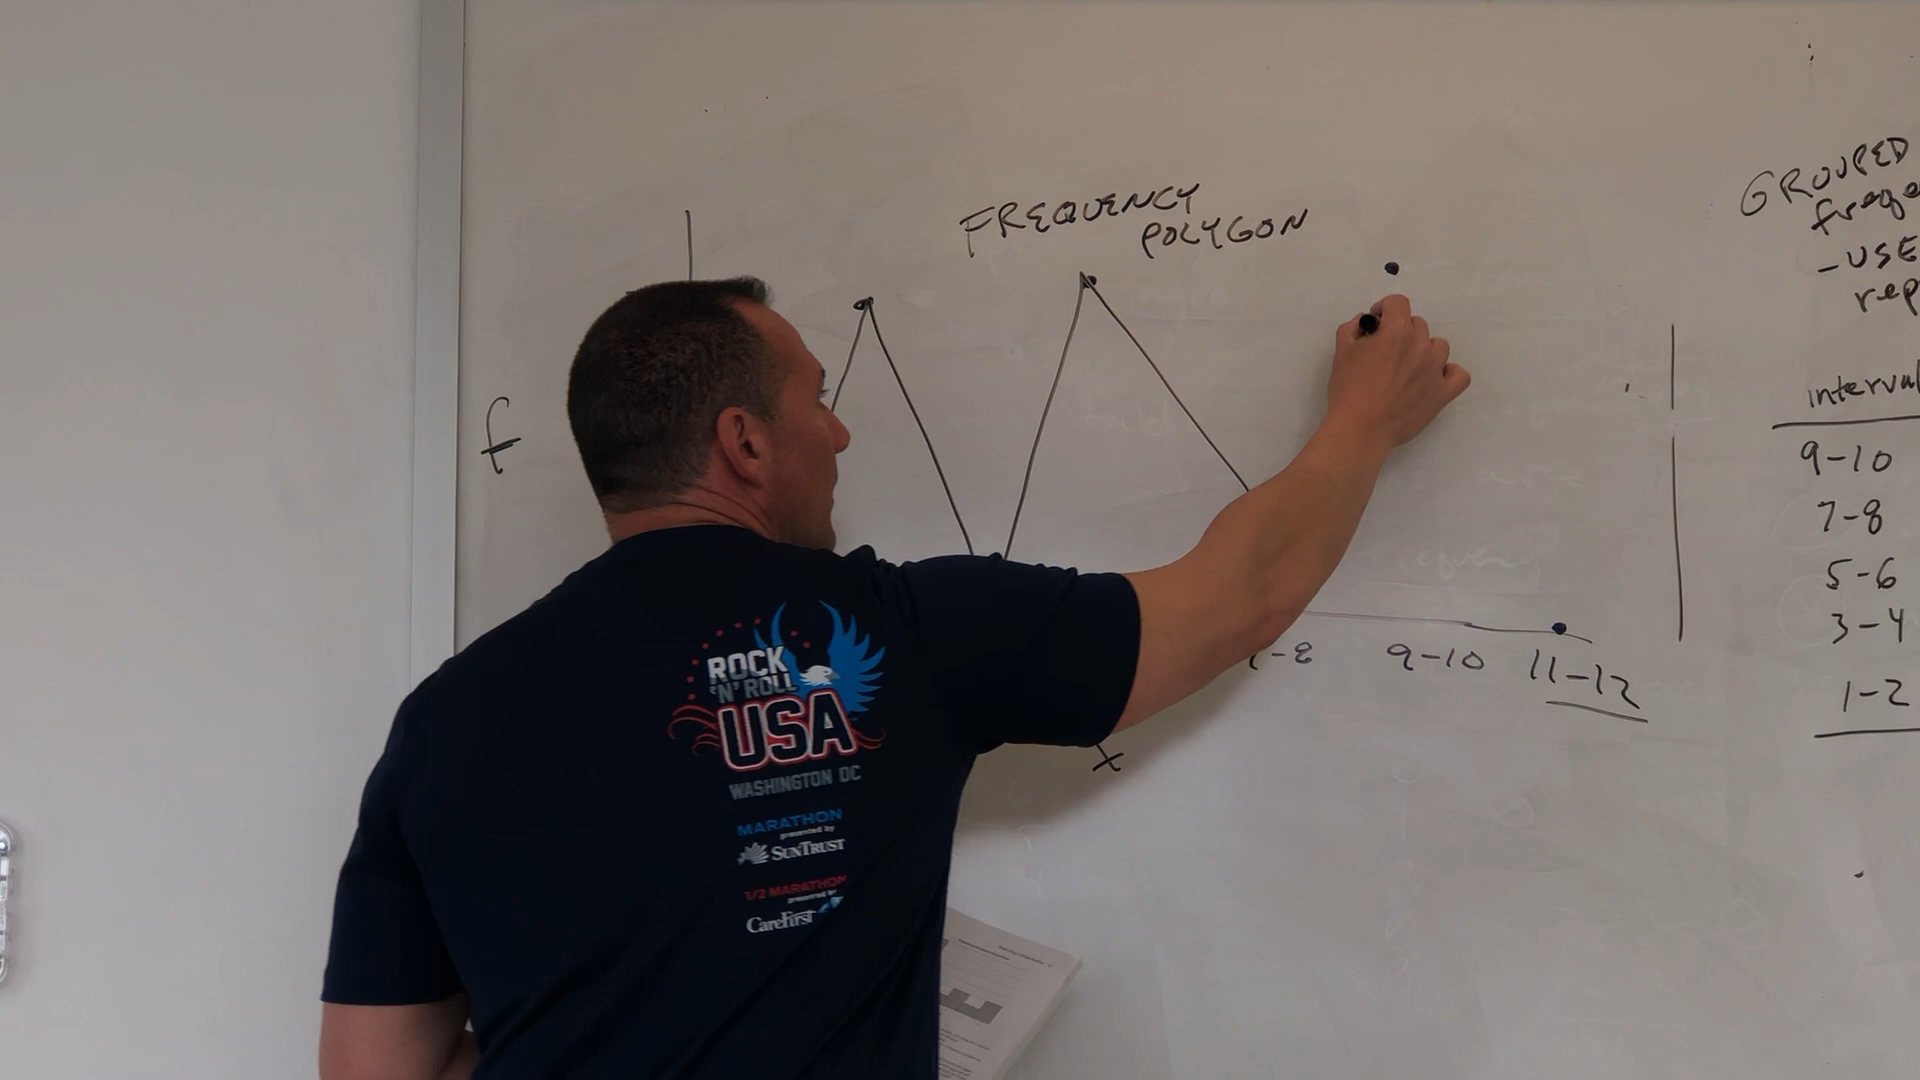 FREQUENCY
POLYGON
f
9-10
11-12
x
GROUPED
-USE
9-10
7-8
5-6
3-4
1-2
ROCK
'N' ROLL
USA
WASHINGTON DC
MARATHON
presented by
SUNTRUST
1/2 MARATHON
presented by
CareFirst